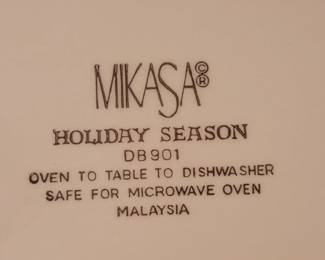 MIKASA©®
HOLIDAY SEASON
DB901
OVEN TO TABLE TO DISHWASHER
SAFE FOR MICROWAVE OVEN
MALAYSIA